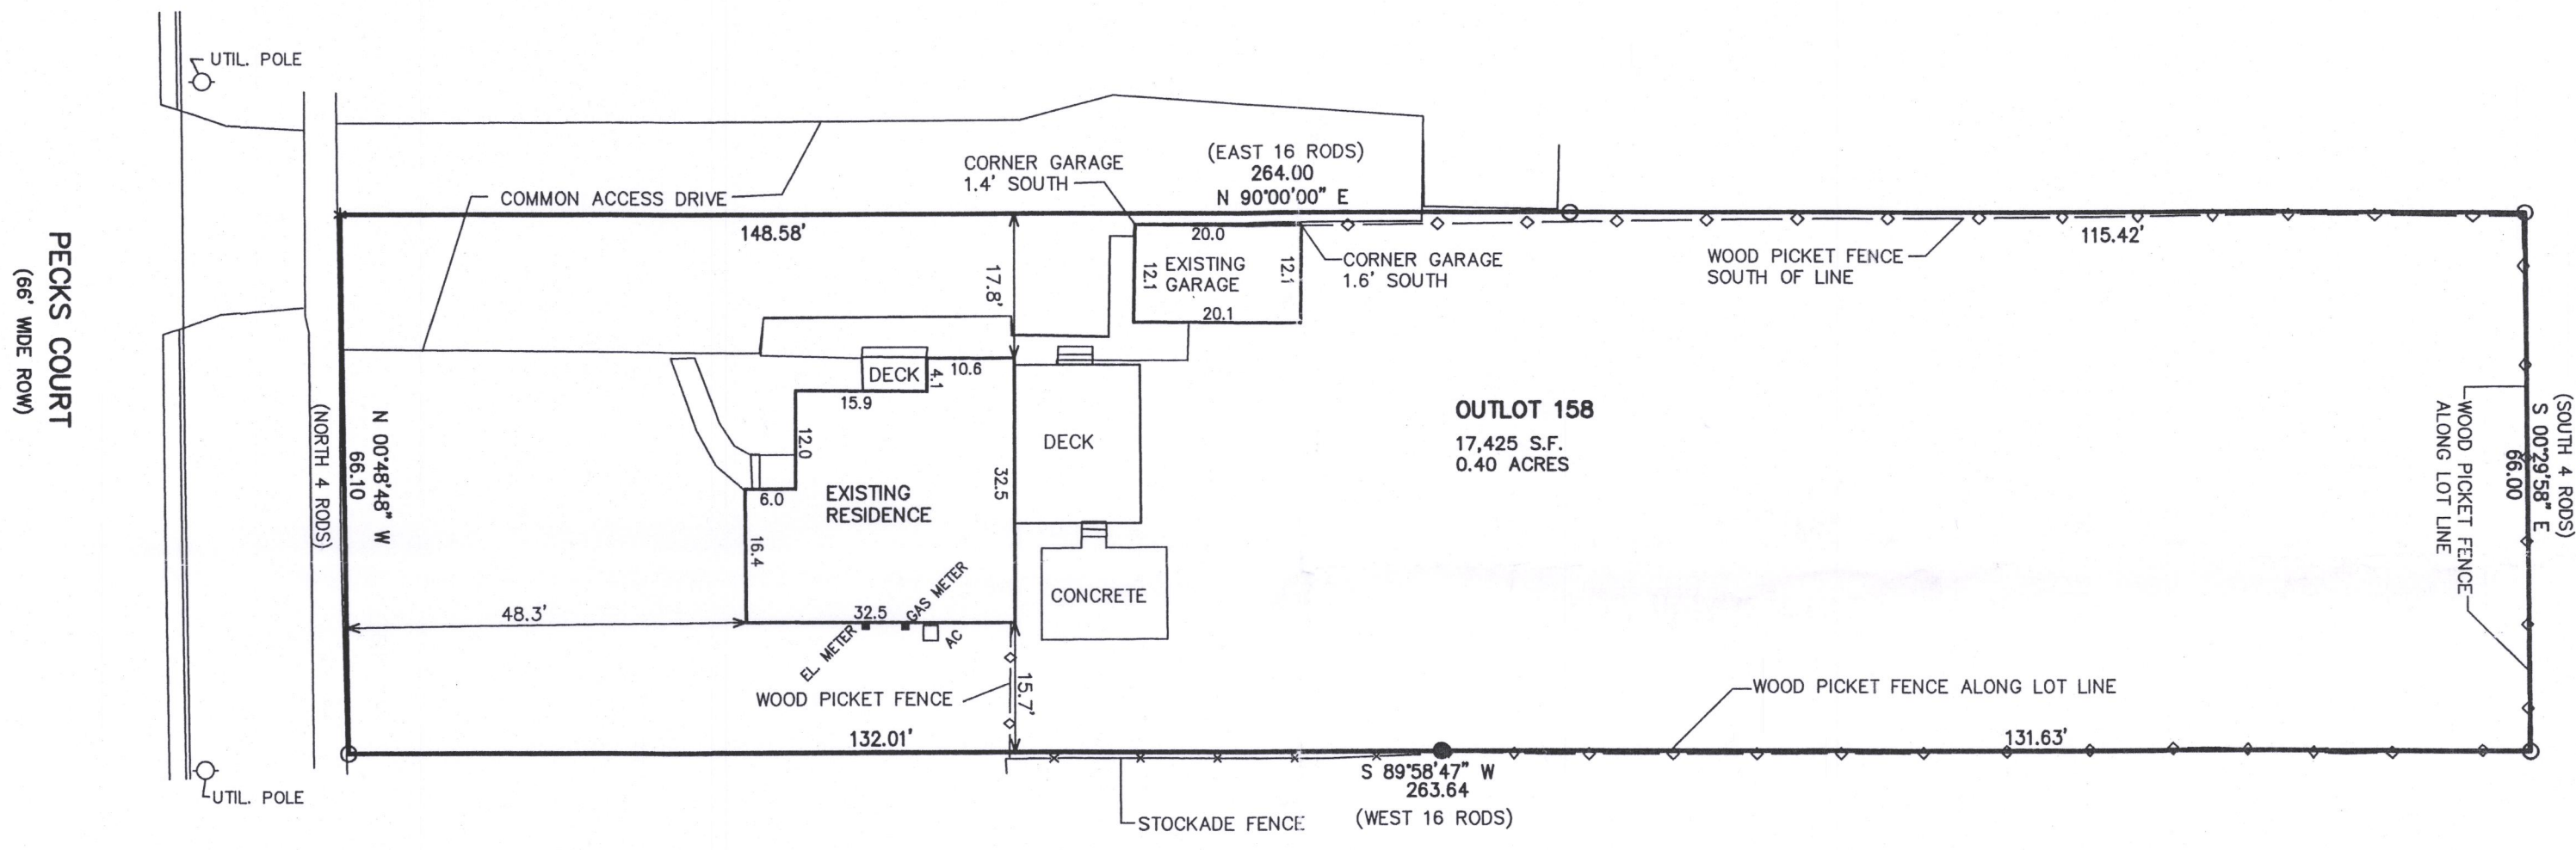 UTIL. POLE
PECKS COURT
(66' WIDE ROW)
COMMON ACCESS DRIVE
CORNER GARAGE
1.4' SOUTH
(EAST 16 RODS)
264.00
N 90°00'00" E
148.58'
17.8'
20.0
12.1
EXISTING
GARAGE
12.1
20.1
CORNER GARAGE
1.6' SOUTH
WOOD PICKET FENCE
SOUTH OF LINE
115.42'
DECK
4.1
10.6
15.9
12.0
6.0
EXISTING
RESIDENCE
32.5
16.4
DECK
OUTLOT 158
17,425 S.F.
0.40 ACRES
(NORTH 4 RODS)
66.10
N 00°48'48" W
WOOD PICKET FENCE
ALONG LOT LINE
(SOUTH 4 RODS)
S 00°29'58" E
66.00
48.3'
32.5
EL METER
GAS METER
AC
CONCRETE
WOOD PICKET FENCE
15.7'
WOOD PICKET FENCE ALONG LOT LINE
132.01'
131.63'
S 89°58'47" W
263.64
(WEST 16 RODS)
STOCKADE FENCE
UTIL. POLE